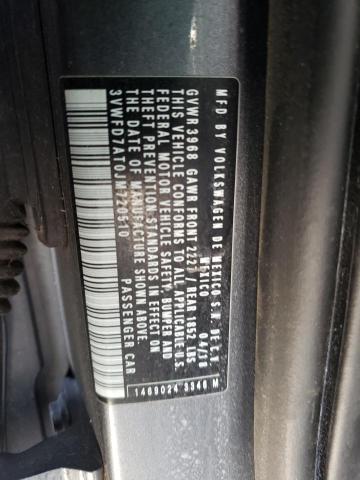 MFD BY VOLKSWAGEN DE MEXICO S.A. DE C.V.
MEXICO 04/18
GVWR 3968 GAWR FRONT 2227 / REAR 1852 LBS
THIS VEHICLE CONFORMS TO ALL APPLICABLE U.S.
FEDERAL MOTOR VEHICLE SAFETY, BUMPER AND
THEFT PREVENTION STANDARDS IN EFFECT ON
THE DATE OF MANUFACTURE SHOWN ABOVE.
3VWFD7AT0JM720510 PASSENGER CAR
1469024 3346 M